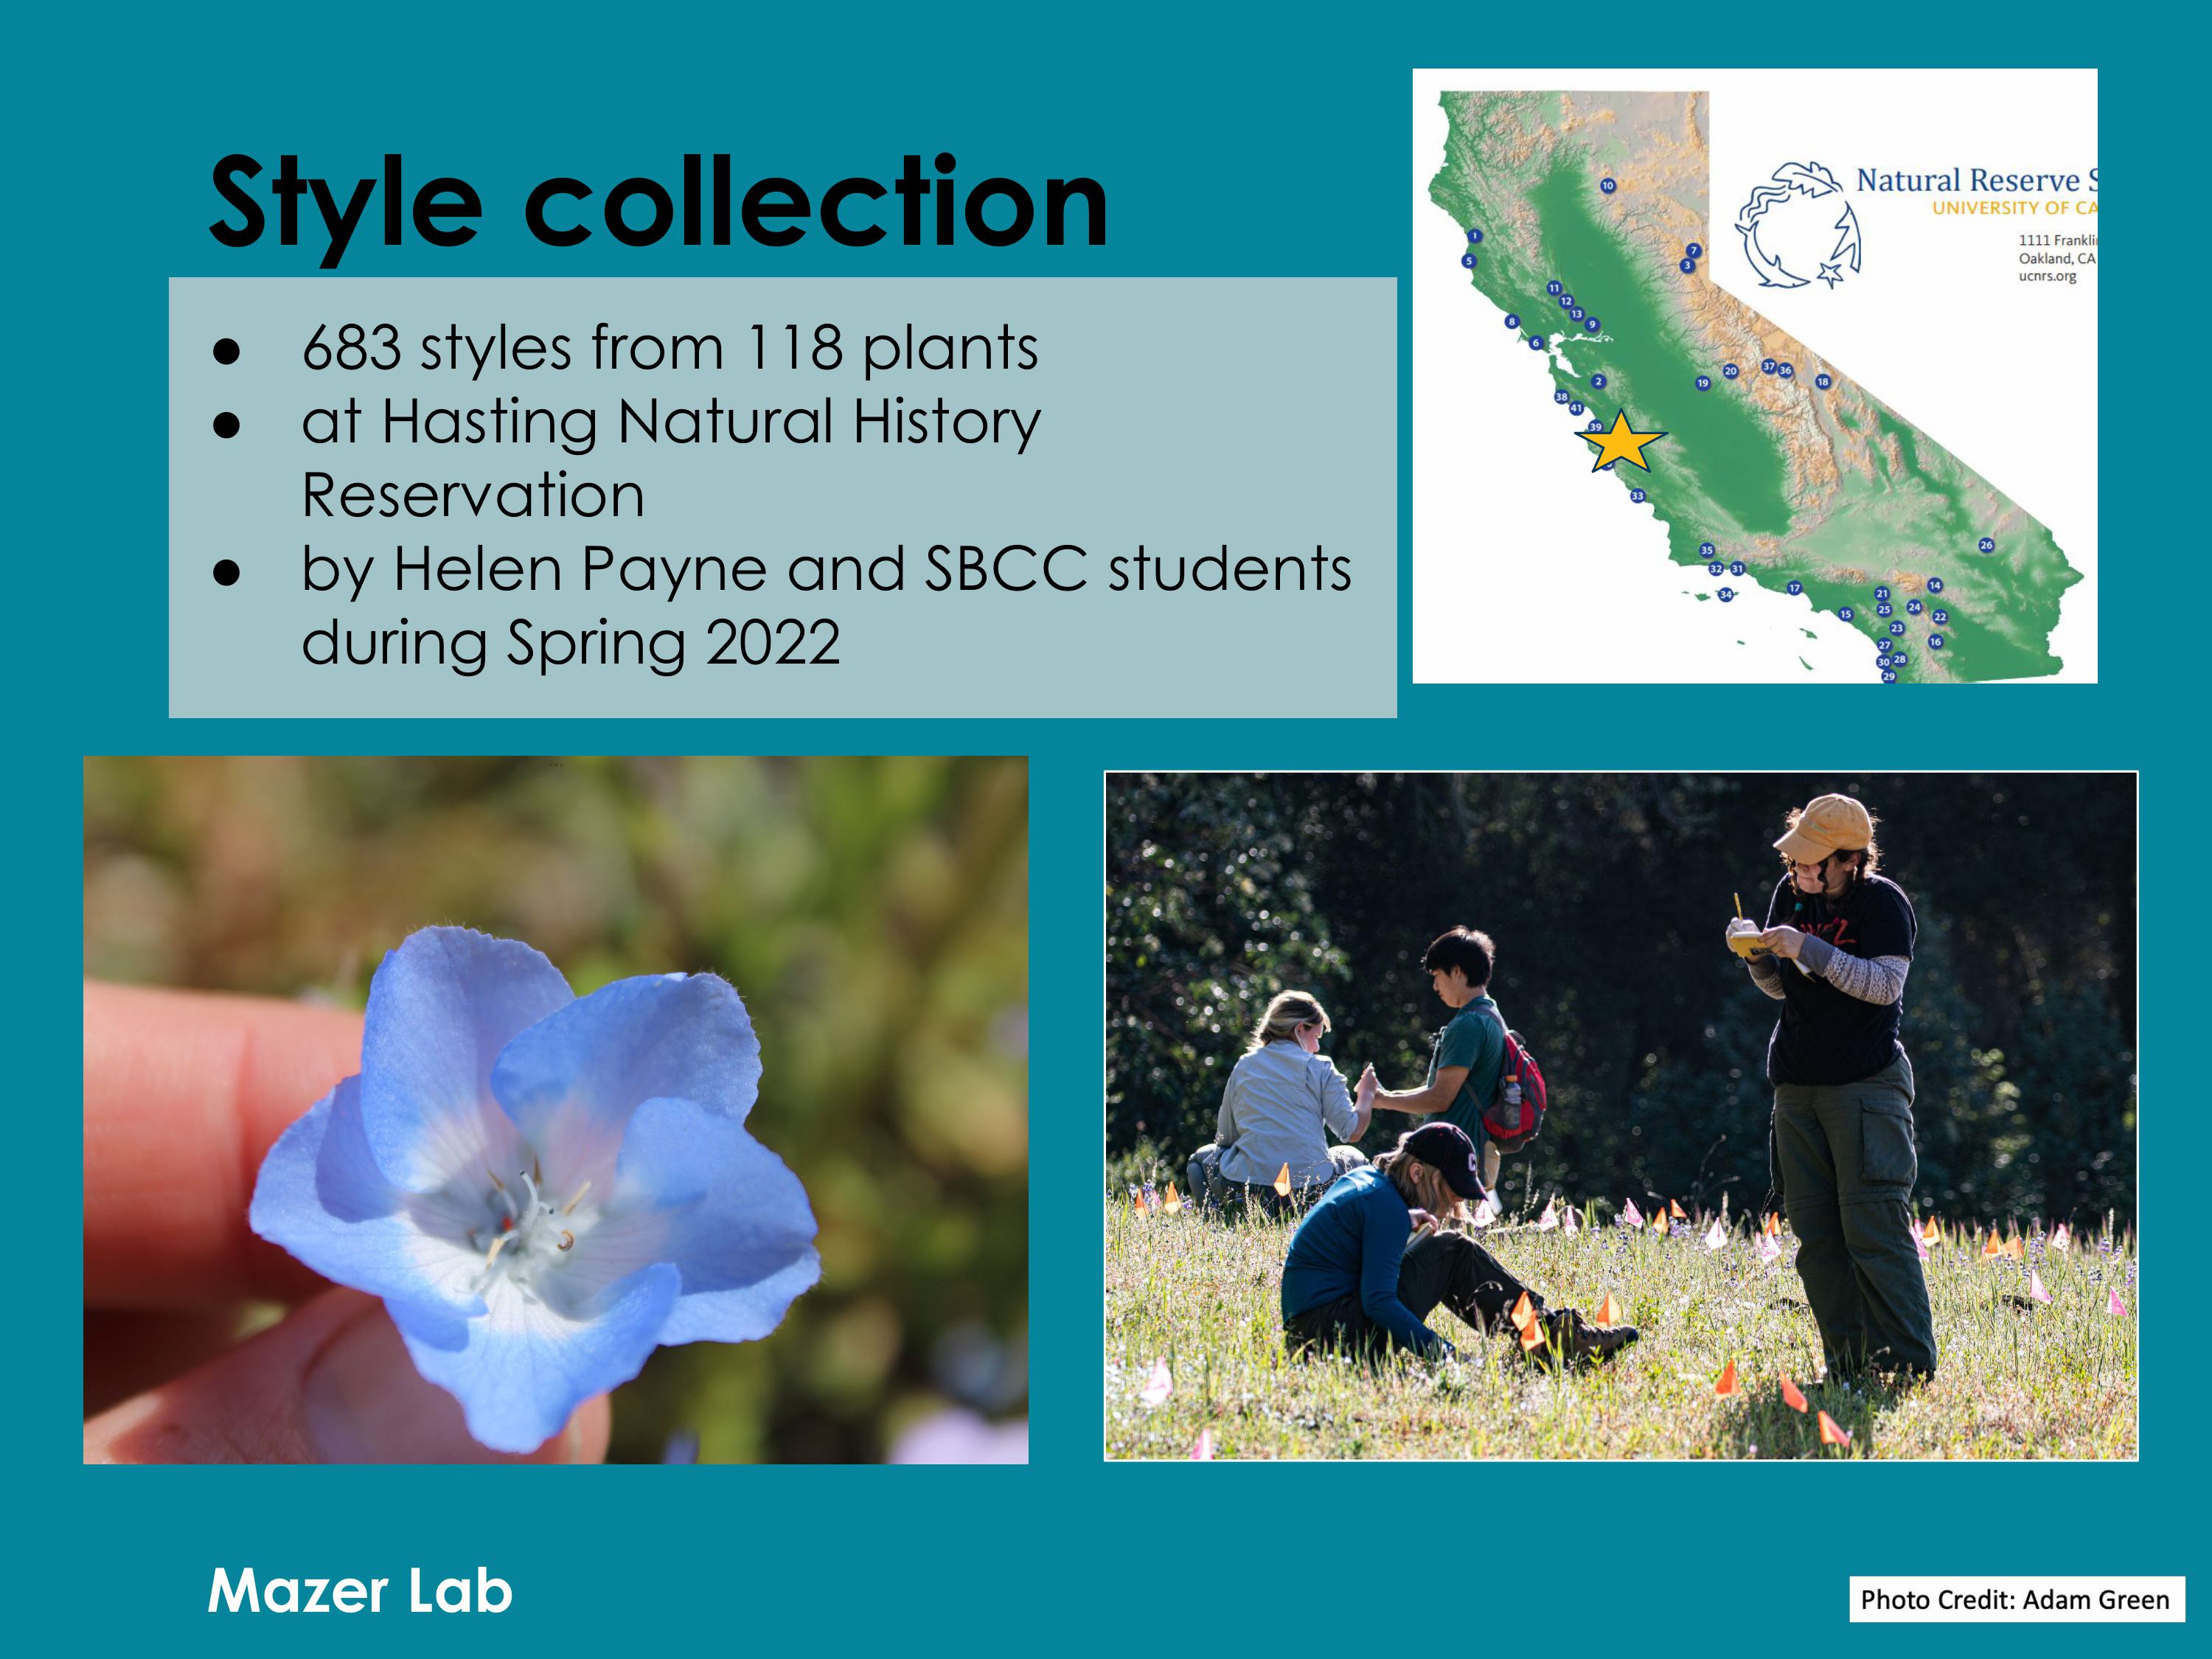 Style collection
● 683 styles from 118 plants
● at Hasting Natural History
Reservation
● by Helen Payne and SBCC students
during Spring 2022
Natural Reserve S
UNIVERSITY OF CA
1111 Frankli
Oakland, CA
ucnrs.org
10
1
5
7
3
11
12
13
9
8
6
2
37
36
20
19
18
38
41
39
33
35
32
31
34
26
17
14
21
25
24
22
15
23
16
27
28
30
29
C
Mazer Lab
Photo Credit: Adam Green